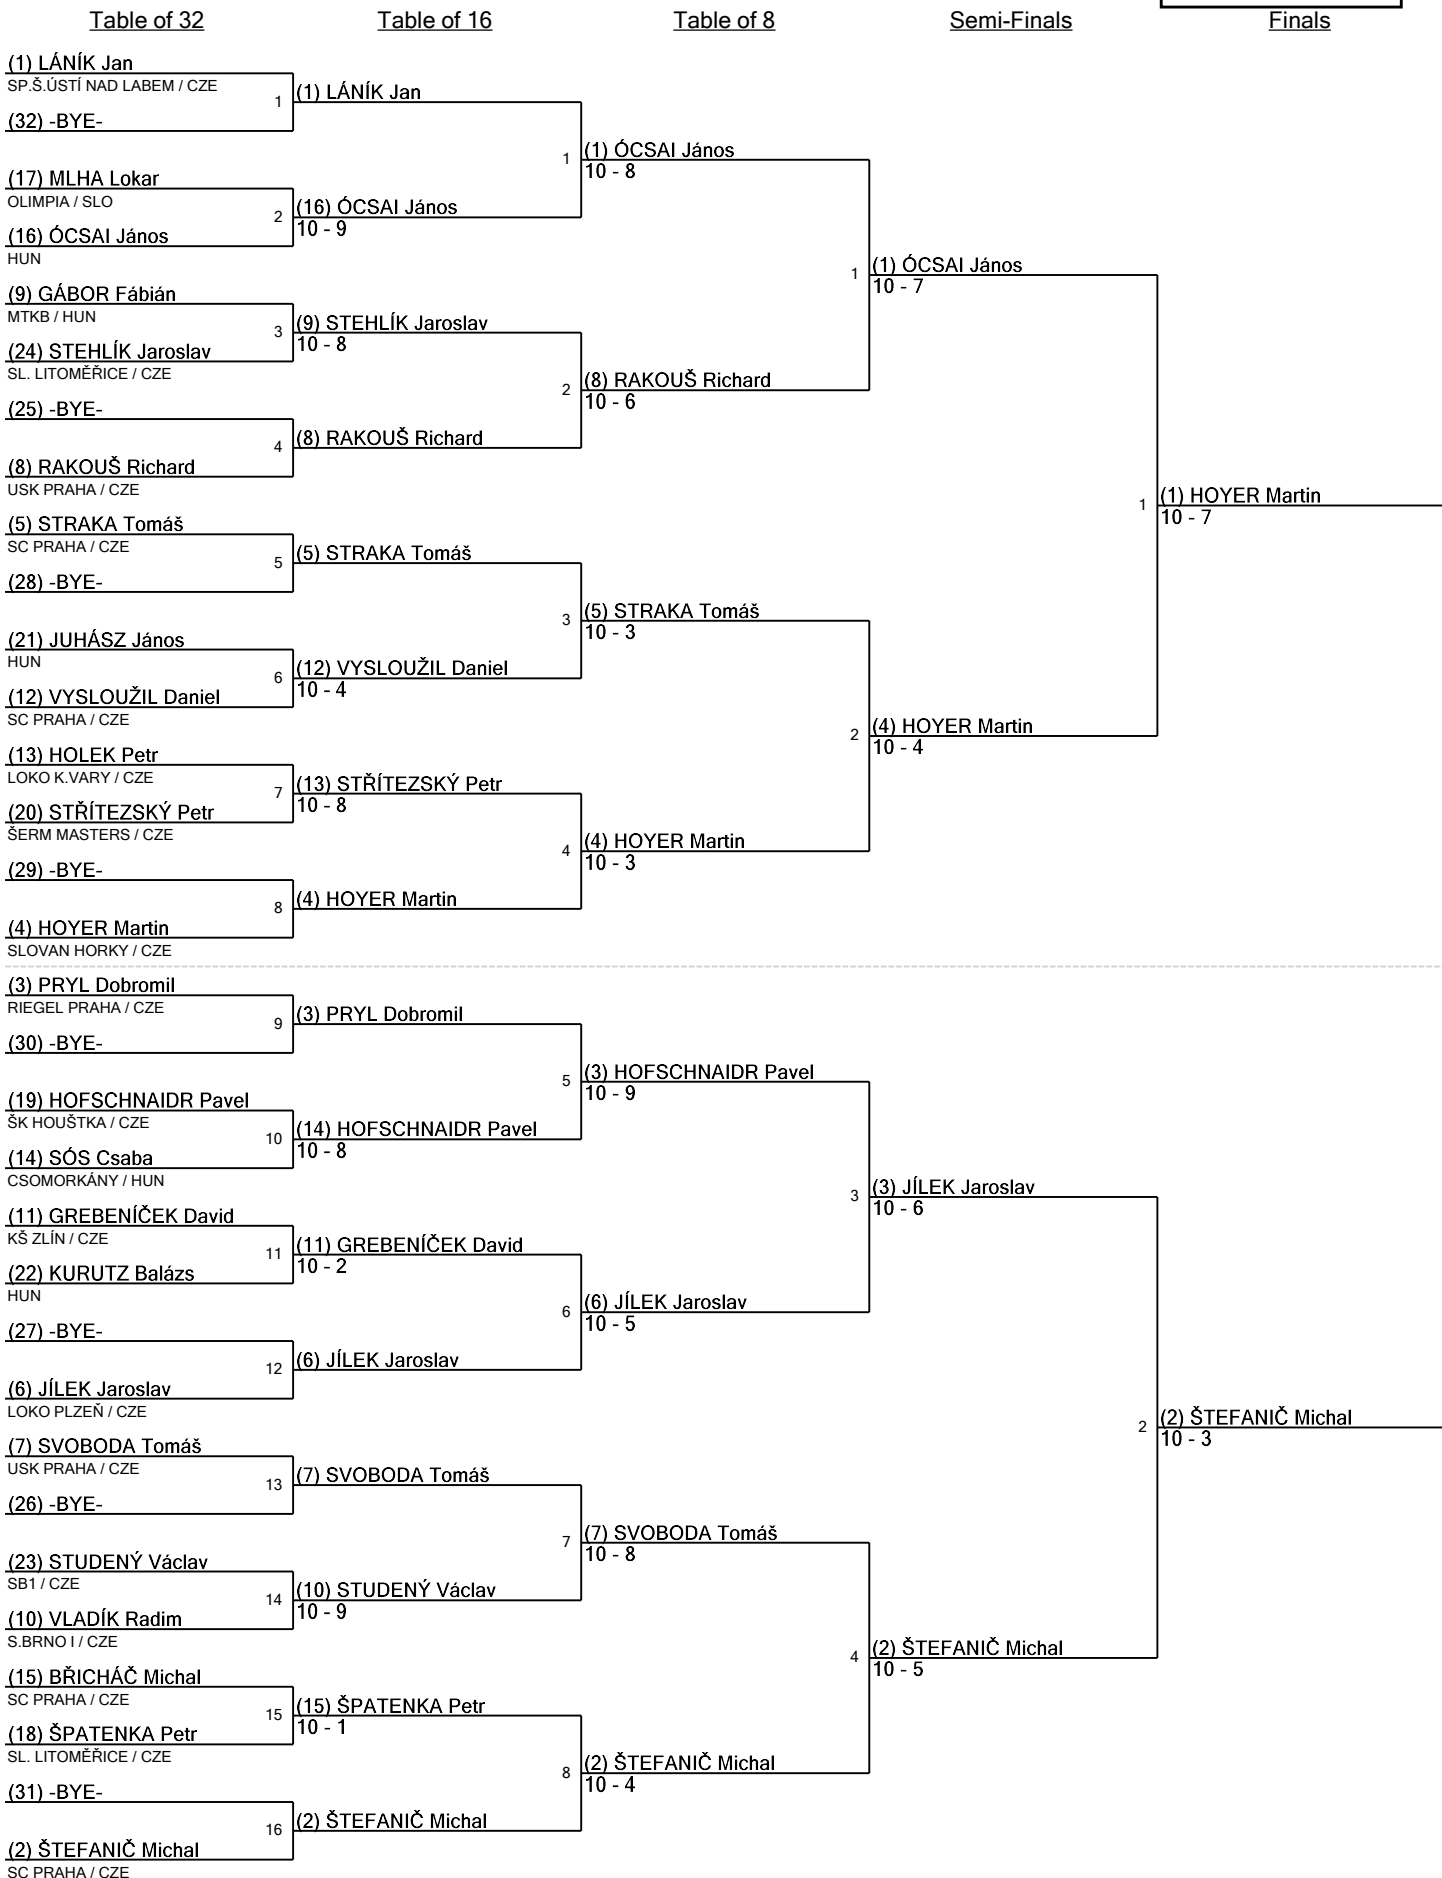 Table of 32
Table of 16
Table of 8
Semi-Finals
Finals
(1) LÁNÍK Jan
SP.Š.ÚSTÍ NAD LABEM / CZE
1
(32) -BYE-
(17) MLHA Lokar
OLIMPIA / SLO
2
(16) ÓCSAI János
HUN
(9) GÁBOR Fábián
MTKB / HUN
3
(24) STEHLÍK Jaroslav
SL. LITOMĚŘICE / CZE
(25) -BYE-
4
(8) RAKOUŠ Richard
USK PRAHA / CZE
(5) STRAKA Tomáš
SC PRAHA / CZE
5
(28) -BYE-
(21) JUHÁSZ János
HUN
6
(12) VYSLOUŽIL Daniel
SC PRAHA / CZE
(13) HOLEK Petr
LOKO K.VARY / CZE
7
(20) STŘÍTEZSKÝ Petr
ŠERM MASTERS / CZE
(29) -BYE-
8
(4) HOYER Martin
SLOVAN HORKY / CZE
(3) PRYL Dobromil
RIEGEL PRAHA / CZE
9
(30) -BYE-
(19) HOFSCHNAIDR Pavel
ŠK HOUŠTKA / CZE
10
(14) SÓS Csaba
CSOMORKÁNY / HUN
(11) GREBENÍČEK David
KŠ ZLÍN / CZE
11
(22) KURUTZ Balázs
HUN
(27) -BYE-
12
(6) JÍLEK Jaroslav
LOKO PLZEŇ / CZE
(7) SVOBODA Tomáš
USK PRAHA / CZE
13
(26) -BYE-
(23) STUDENÝ Václav
SB1 / CZE
14
(10) VLADÍK Radim
S.BRNO I / CZE
(15) BŘICHÁČ Michal
SC PRAHA / CZE
15
(18) ŠPATENKA Petr
SL. LITOMĚŘICE / CZE
(31) -BYE-
16
(2) ŠTEFANIČ Michal
SC PRAHA / CZE
(1) LÁNÍK Jan
1
(16) ÓCSAI János
10 - 9
(9) STEHLÍK Jaroslav
10 - 8
2
(8) RAKOUŠ Richard
(5) STRAKA Tomáš
3
(12) VYSLOUŽIL Daniel
10 - 4
(13) STŘÍTEZSKÝ Petr
10 - 8
4
(4) HOYER Martin
(3) PRYL Dobromil
5
(14) HOFSCHNAIDR Pavel
10 - 8
(11) GREBENÍČEK David
10 - 2
6
(6) JÍLEK Jaroslav
(7) SVOBODA Tomáš
7
(10) STUDENÝ Václav
10 - 9
(15) ŠPATENKA Petr
10 - 1
8
(2) ŠTEFANIČ Michal
(1) ÓCSAI János
10 - 8
1
(8) RAKOUŠ Richard
10 - 6
(5) STRAKA Tomáš
10 - 3
2
(4) HOYER Martin
10 - 3
(3) HOFSCHNAIDR Pavel
10 - 9
3
(6) JÍLEK Jaroslav
10 - 5
(7) SVOBODA Tomáš
10 - 8
4
(2) ŠTEFANIČ Michal
10 - 4
(1) ÓCSAI János
10 - 7
1
(4) HOYER Martin
10 - 4
(3) JÍLEK Jaroslav
10 - 6
2
(2) ŠTEFANIČ Michal
10 - 5
(1) HOYER Martin
10 - 7
(2) ŠTEFANIČ Michal
10 - 3